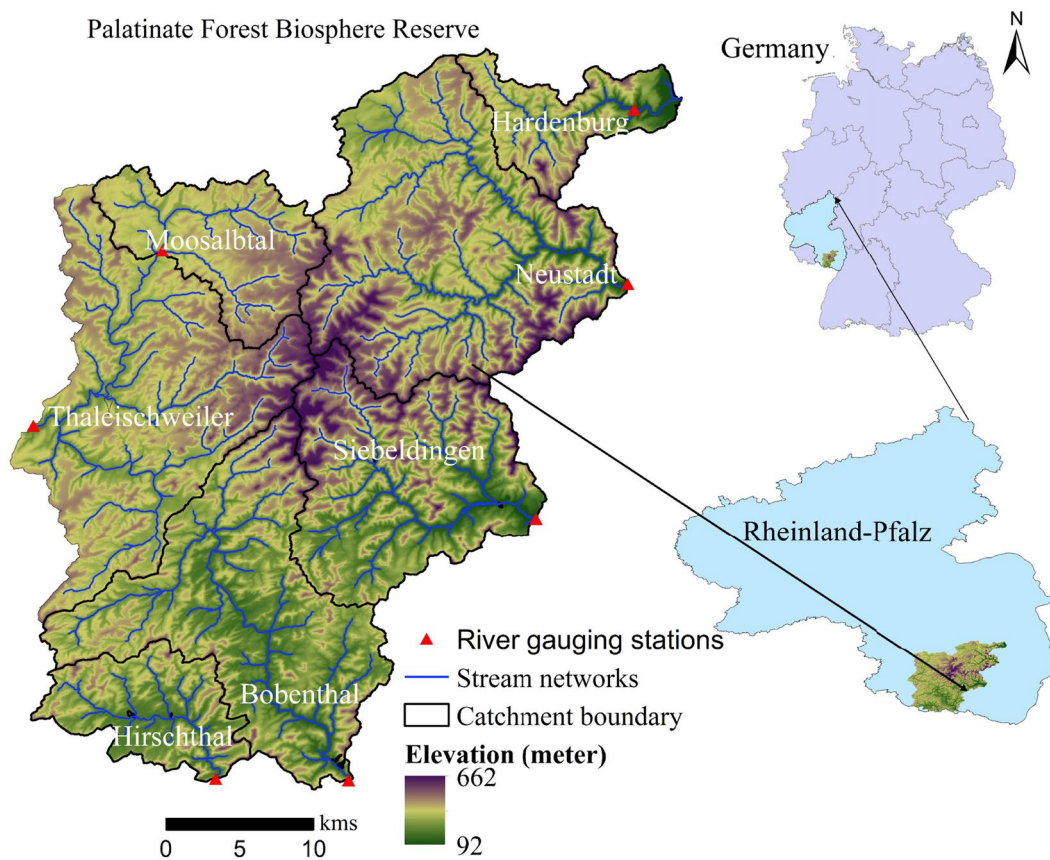 Palatinate Forest Biosphere Reserve
Germany
N
Hardenburg
Moosalbtal
Neustadt
Thaleischweiler
Siebeldingen
Rheinland-Pfalz
River gauging stations
Stream networks
Bobenthal
Catchment boundary
Hirschthal
Elevation (meter)
662
92
kms
0 10